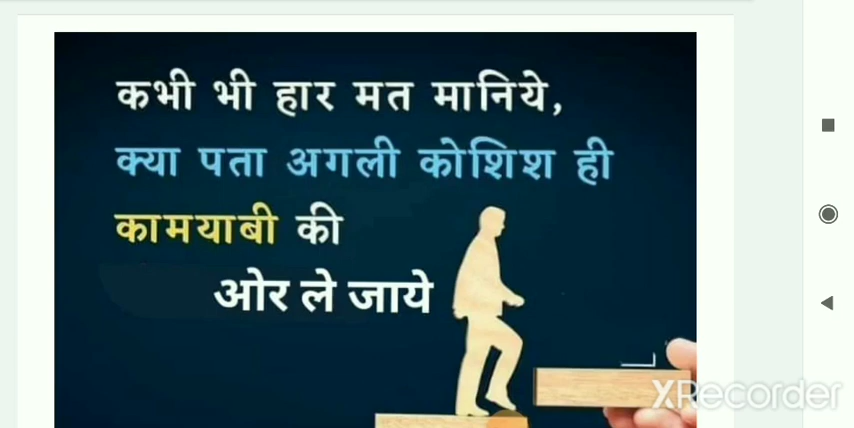 कभी भी हार मत मानिये,
क्या पता अगली कोशिश ही
कामयाबी की
ओर ले जाये
XRecorder